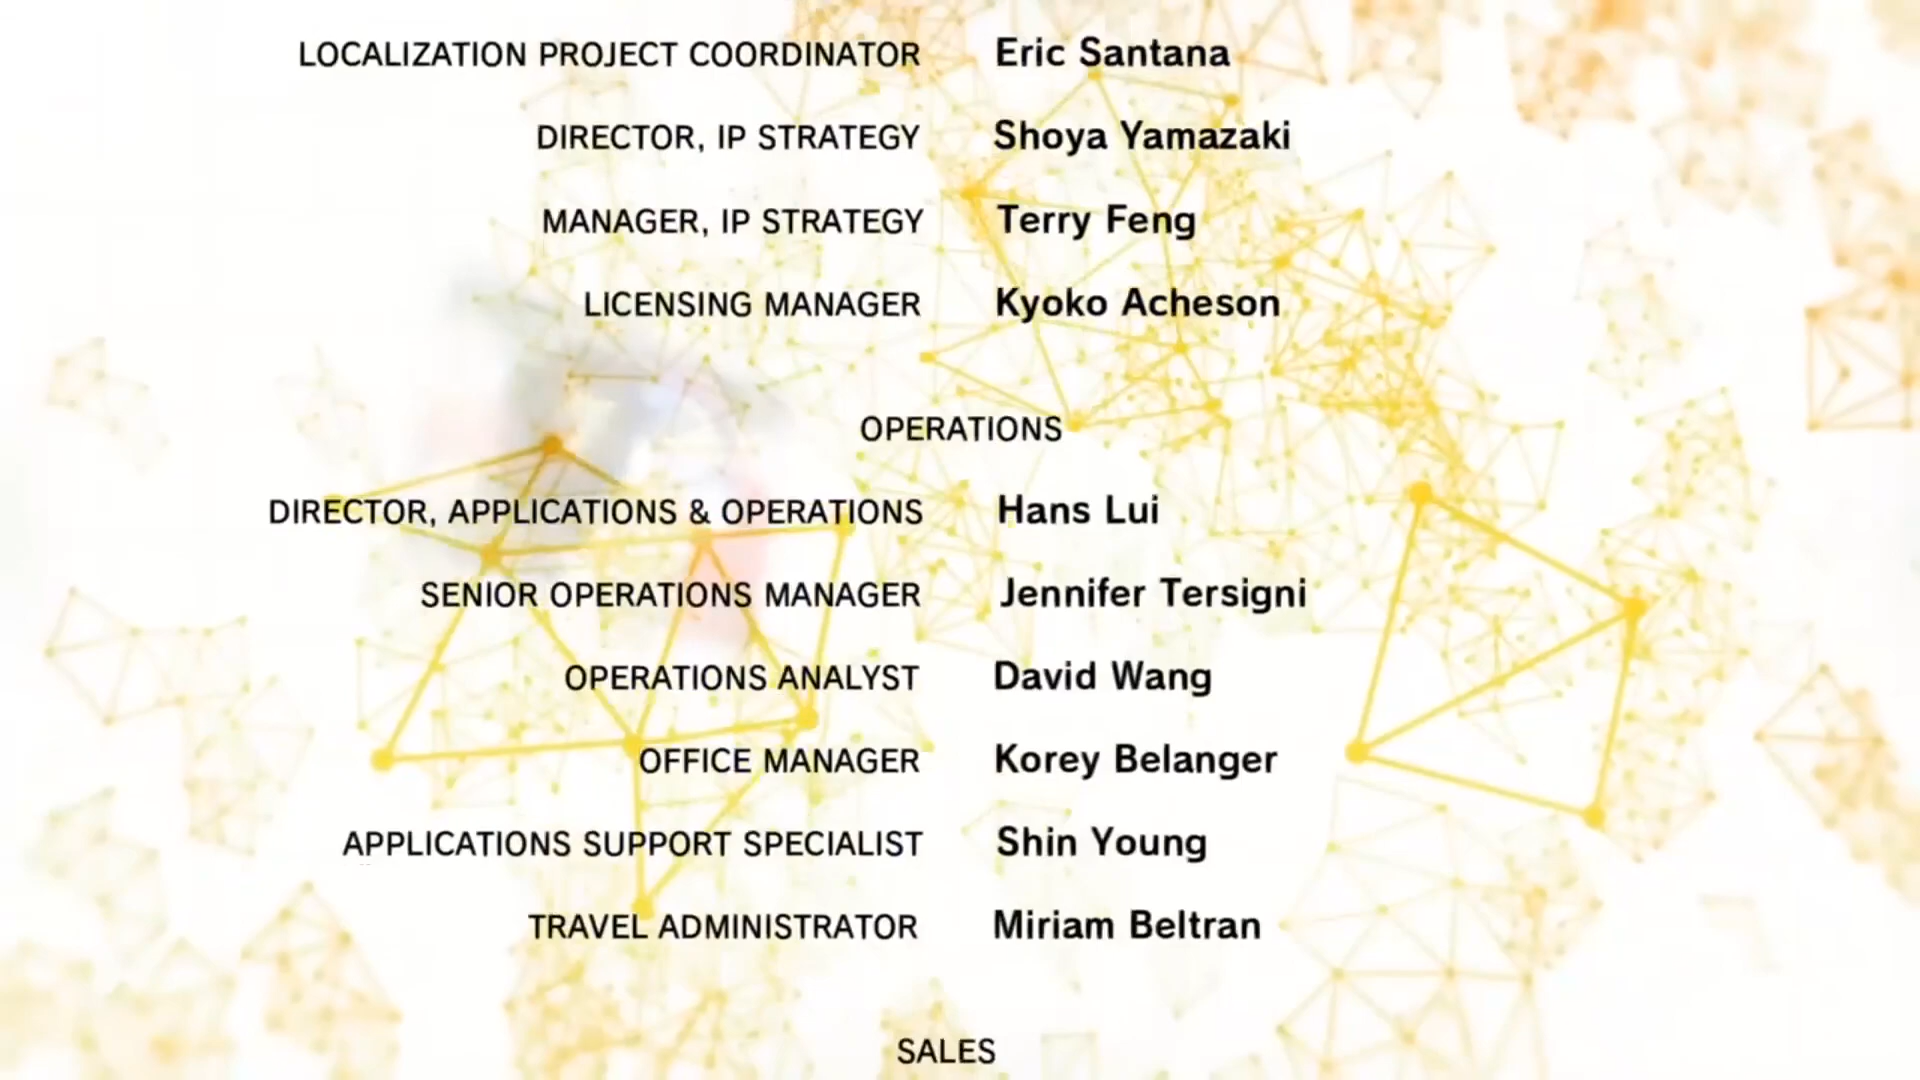 LOCALIZATION PROJECT COORDINATOR Eric Santana
DIRECTOR, IP STRATEGY Shoya Yamazaki
MANAGER, IP STRATEGY Terry Feng
LICENSING MANAGER Kyoko Acheson
OPERATIONS
DIRECTOR, APPLICATIONS & OPERATIONS Hans Lui
SENIOR OPERATIONS MANAGER Jennifer Tersigni
OPERATIONS ANALYST David Wang
OFFICE MANAGER Korey Belanger
APPLICATIONS SUPPORT SPECIALIST Shin Young
TRAVEL ADMINISTRATOR Miriam Beltran
SALES